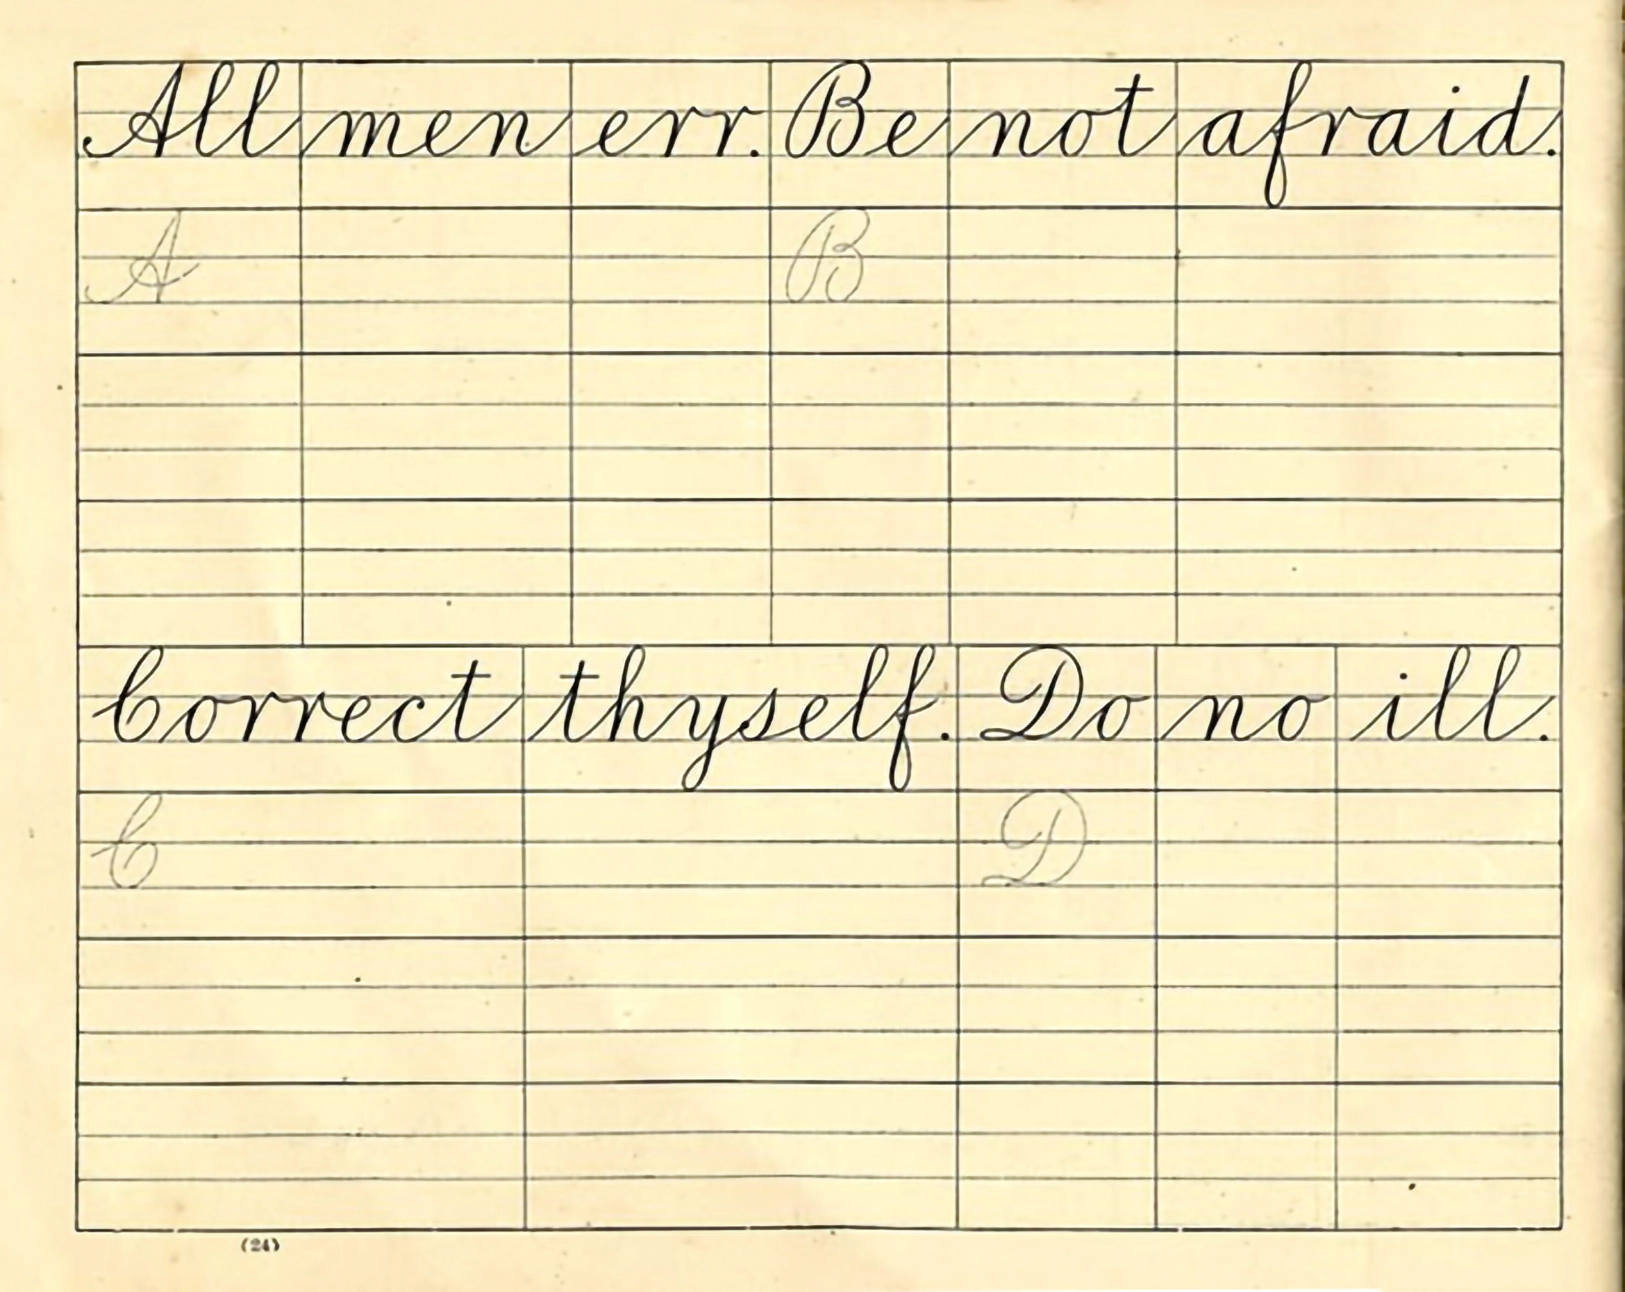 All men err. Be not afraid.
A B
Correct thyself. Do no ill.
C D
(24)